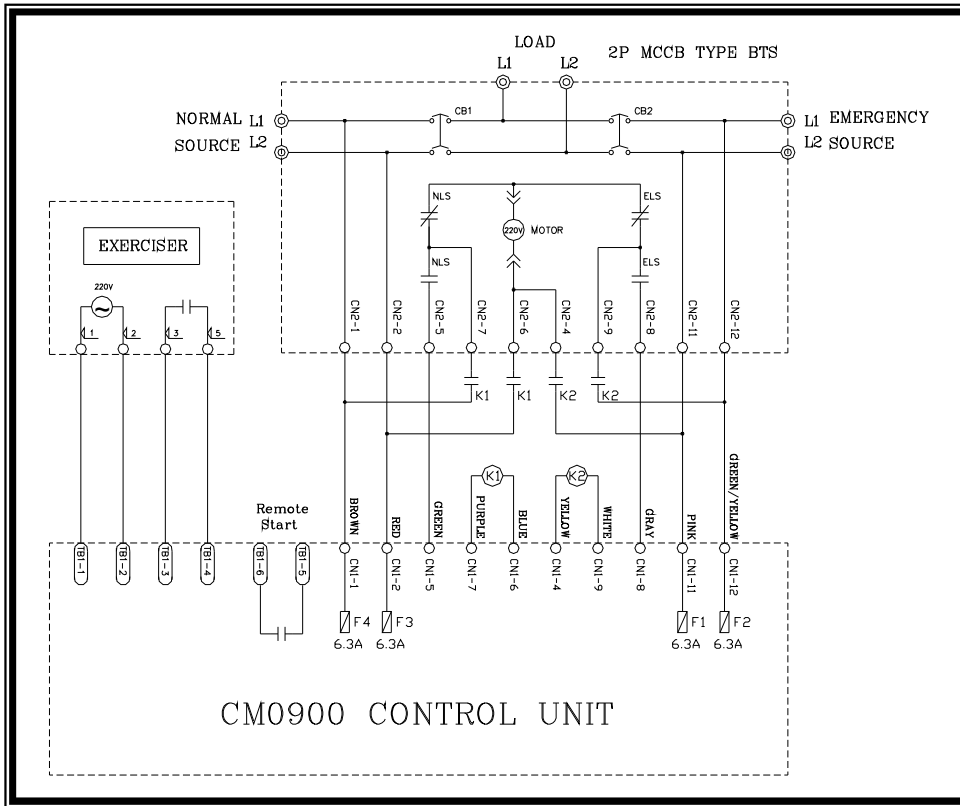 LOAD
2P MCCB TYPE BTS
L1 L2
NORMAL L1
SOURCE L2
CB1
CB2
L1 EMERGENCY
L2 SOURCE
NLS
ELS
220V MOTOR
NLS
ELS
EXERCISER
220V
1
2
3
5
CN2-1
CN2-2
CN2-5
CN2-7
CN2-6
CN2-4
CN2-9
CN2-8
CN2-11
CN2-12
K1
K1
K2
K2
K1
K2
BROWN
RED
GREEN
PURPLE
BLUE
YELLOW
WHITE
GRAY
PINK
GREEN/YELLOW
Remote
Start
TB1-1
TB1-2
TB1-3
TB1-4
TB1-6
TB1-5
CN1-1
CN1-2
CN1-5
CN1-7
CN1-6
CN1-4
CN1-9
CN1-8
CN1-11
CN1-12
F4
6.3A
F3
6.3A
F1
6.3A
F2
6.3A
CM0900 CONTROL UNIT